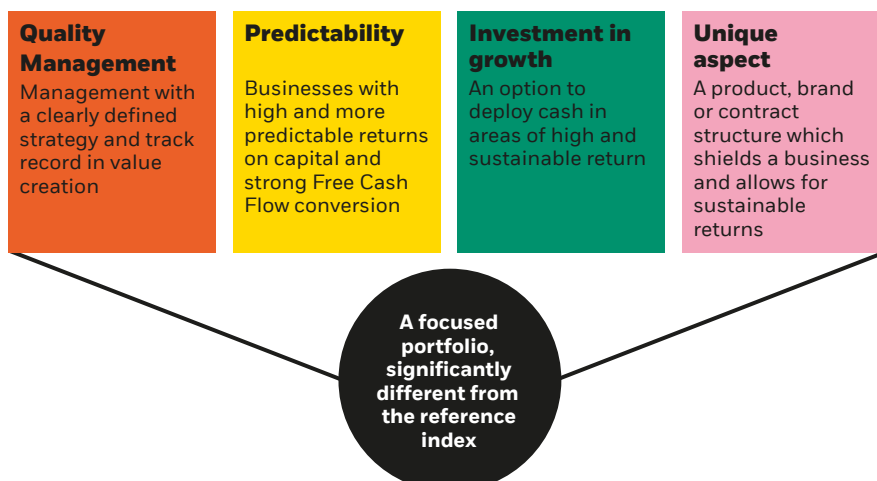 Quality
Management
Management with
a clearly defined
strategy and track
record in value
creation
Predictability
Businesses with
high and more
predictable returns
on capital and
strong Free Cash
Flow conversion
Investment in
growth
An option to
deploy cash in
areas of high and
sustainable return
Unique
aspect
A product, brand
or contract
structure which
shields a business
and allows for
sustainable
returns
A focused
portfolio,
significantly
different from
the reference
index